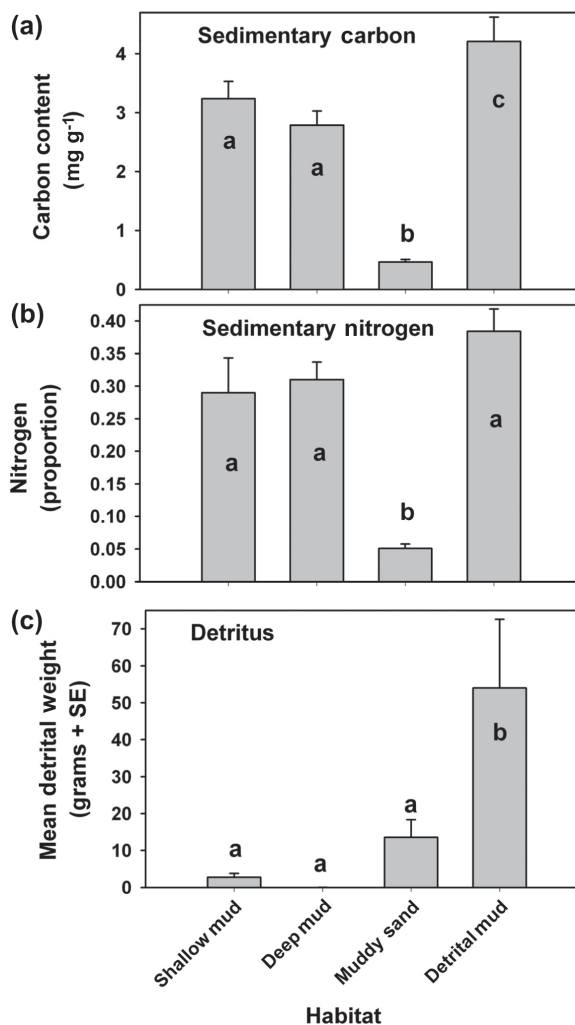 (a)
Sedimentary carbon
Carbon content
(mg g⁻¹)
4
3
2
1
0
a
a
b
c
(b)
Sedimentary nitrogen
Nitrogen
(proportion)
0.40
0.35
0.30
0.25
0.20
0.15
0.10
0.05
0.00
a
a
b
a
(c)
Detritus
Mean detrital weight
(grams + SE)
70
60
50
40
30
20
10
0
a
a
a
b
Shallow mud
Deep mud
Muddy sand
Detrital mud
Habitat